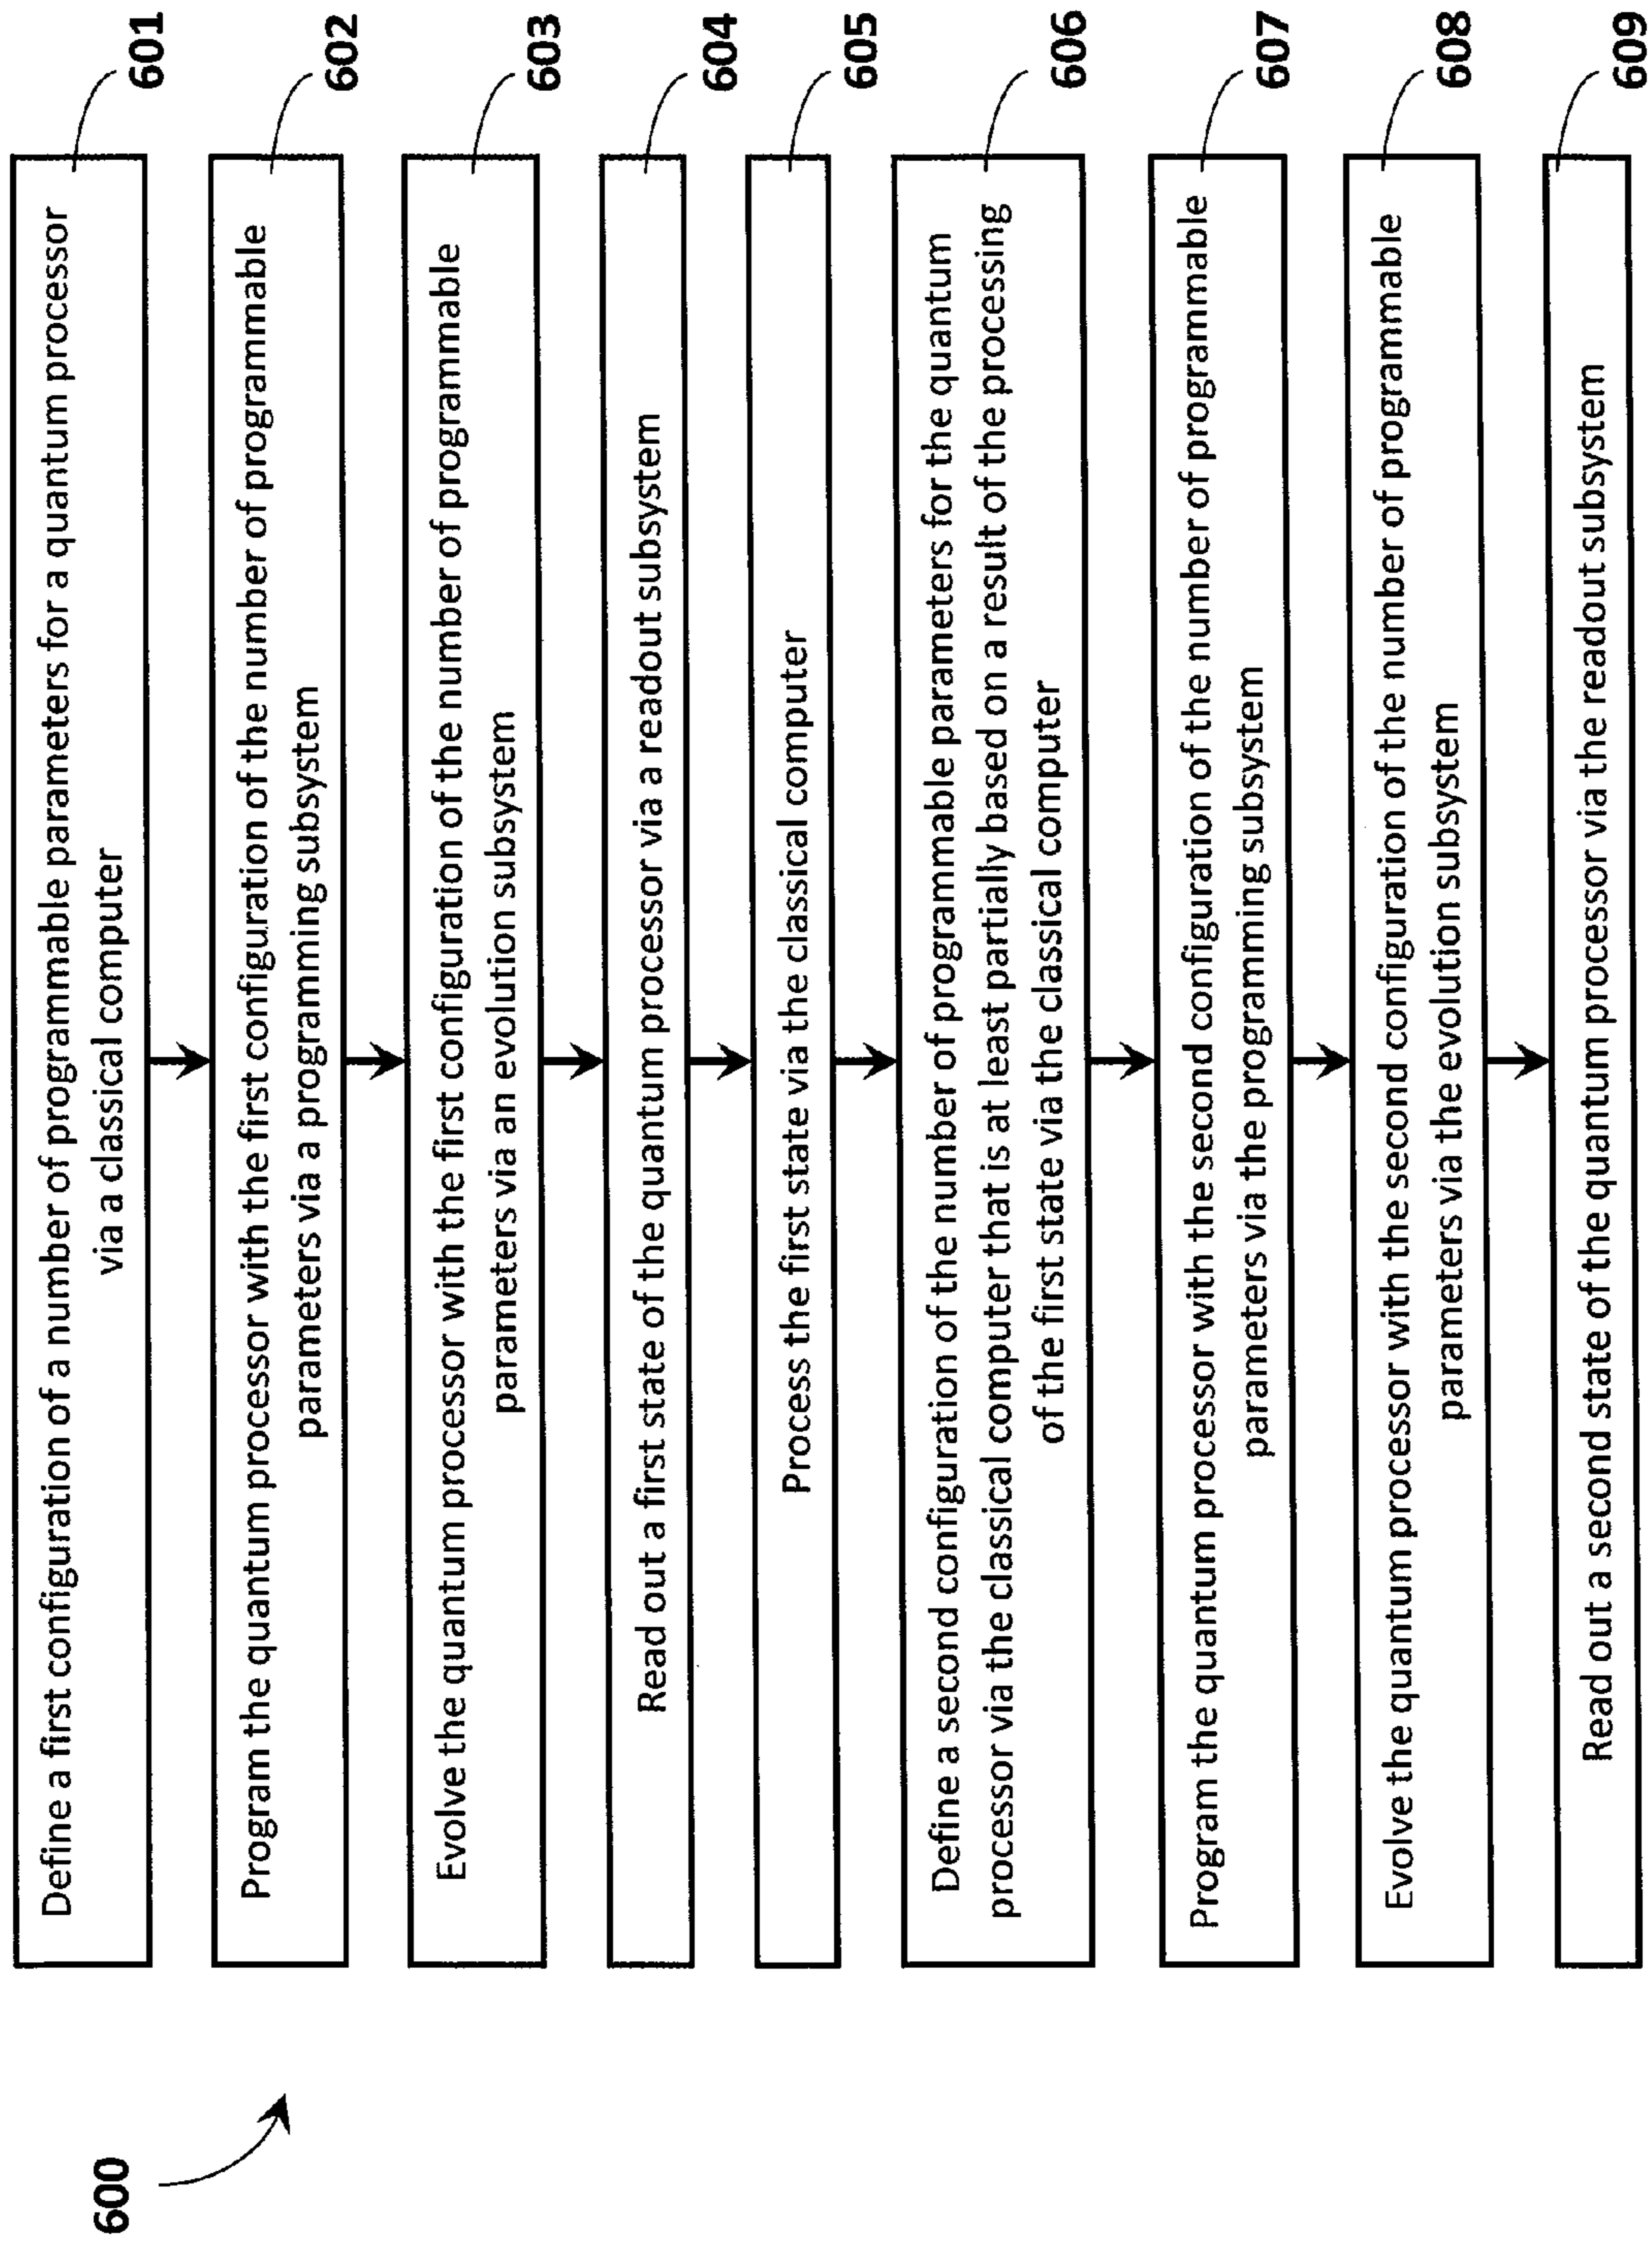 600
Define a first configuration of a number of programmable parameters for a quantum processor
via a classical computer
601
Program the quantum processor with the first configuration of the number of programmable
parameters via a programming subsystem
602
Evolve the quantum processor with the first configuration of the number of programmable
parameters via an evolution subsystem
603
Read out a first state of the quantum processor via a readout subsystem
604
Process the first state via the classical computer
605
Define a second configuration of the number of programmable parameters for the quantum
processor via the classical computer that is at least partially based on a result of the processing
of the first state via the classical computer
606
Program the quantum processor with the second configuration of the number of programmable
parameters via the programming subsystem
607
Evolve the quantum processor with the second configuration of the number of programmable
parameters via the evolution subsystem
608
Read out a second state of the quantum processor via the readout subsystem
609